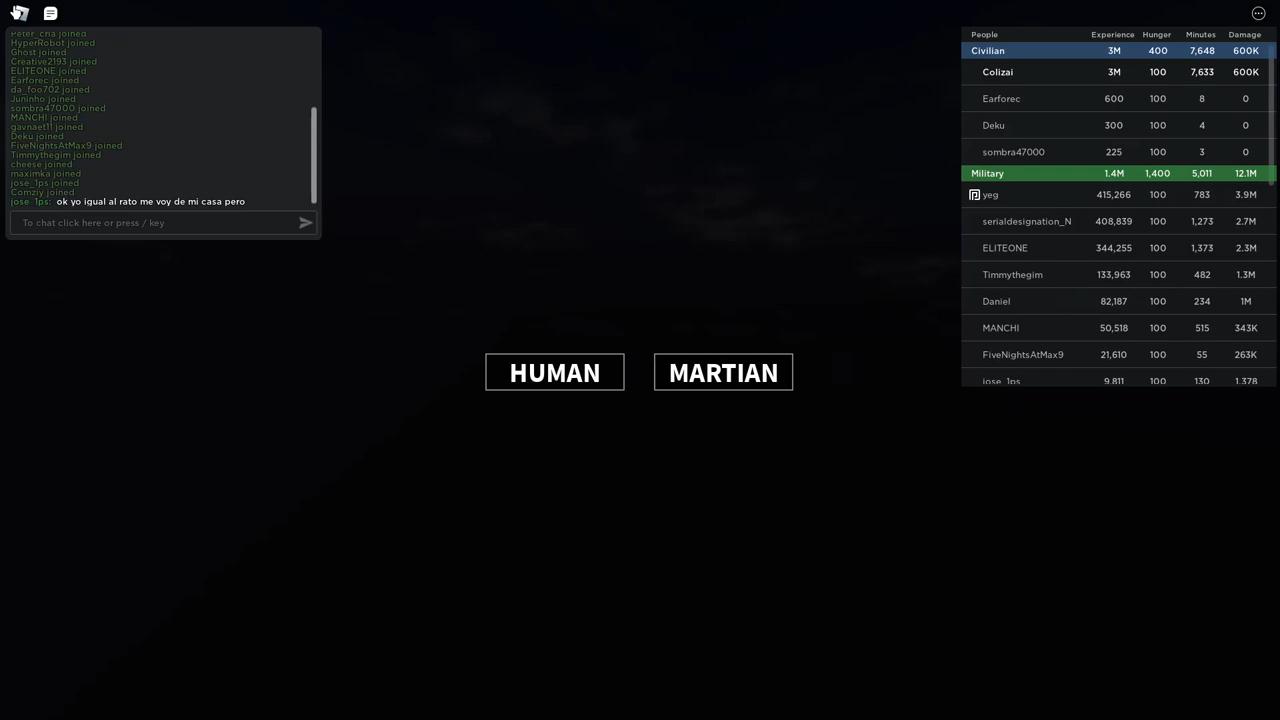 Peter_cna joined
HyperRobot joined
Ghost joined
Creative2193 joined
ELITEONE joined
Earforec joined
da_foo702 joined
Juninho joined
sombra47000 joined
MANCHI joined
gavnaet11 joined
Deku joined
FiveNightsAtMax9 joined
Timmythegim joined
cheese joined
maximka joined
jose_1ps joined
Comziy joined
jose_1ps: ok yo igual al rato me voy de mi casa pero
To chat click here or press / key
HUMAN
MARTIAN
People Experience Hunger Minutes Damage
Civilian 3M 400 7,648 600K
Colizai 3M 100 7,633 600K
Earforec 600 100 8 0
Deku 300 100 4 0
sombra47000 225 100 3 0
Military 1.4M 1,400 5,011 12.1M
yeg 415,266 100 783 3.9M
serialdesignation_N 408,839 100 1,273 2.7M
ELITEONE 344,255 100 1,373 2.3M
Timmythegim 133,963 100 482 1.3M
Daniel 82,187 100 234 1M
MANCHI 50,518 100 515 343K
FiveNightsAtMax9 21,610 100 55 263K
jose_1ps 9,811 100 130 1,378